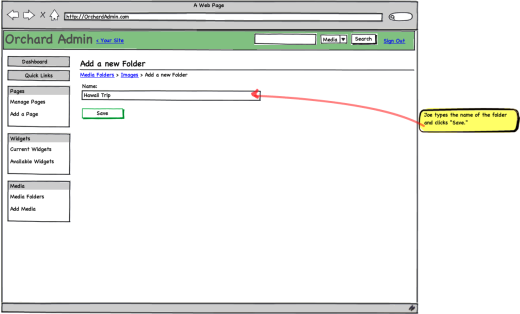 A Web Page
http://OrchardAdmin.com
Orchard Admin < Your Site Media Search Sign Out
Dashboard
Quick Links
Pages
Manage Pages
Add a Page
Widgets
Current Widgets
Available Widgets
Media
Media Folders
Add Media
Add a new Folder
Media Folders > Images > Add a new Folder
Name:
Hawaii Trip
Save
Joe types the name of the folder
and clicks "Save."